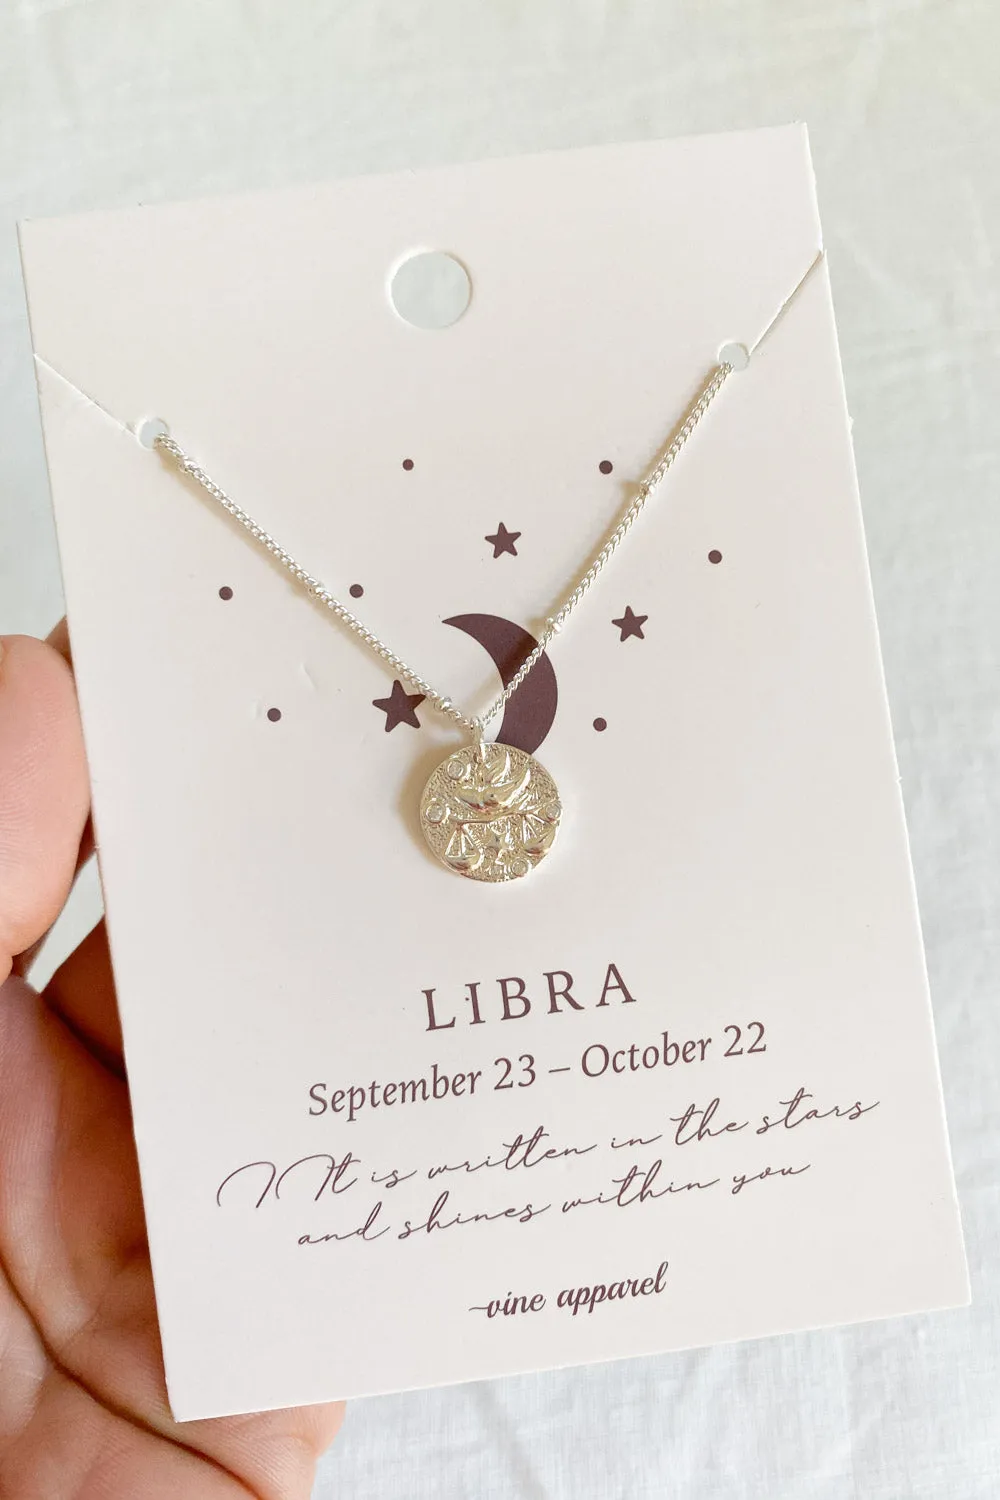 LIBRA
September 23 – October 22
It is written in the stars
and shines within you
vine apparel